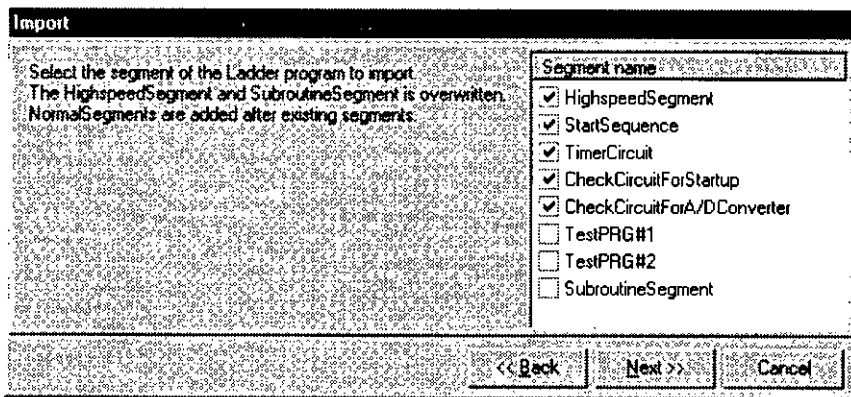 Import
Select the segment of the Ladder program to import.
The HighspeedSegment and SubroutineSegment is overwritten.
NormalSegments are added after existing segments.
Segment name
HighspeedSegment
StartSequence
TimerCircuit
CheckCircuitForStartup
CheckCircuitForA/DConverter
TestPRG#1
TestPRG#2
SubroutineSegment
<< Back
Next >>
Cancel